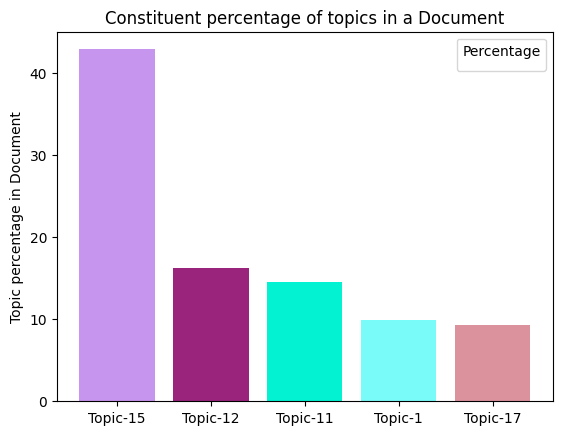 Constituent percentage of topics in a Document
Percentage
Topic percentage in Document
40
30
20
10
0
Topic-15 Topic-12 Topic-11 Topic-1 Topic-17